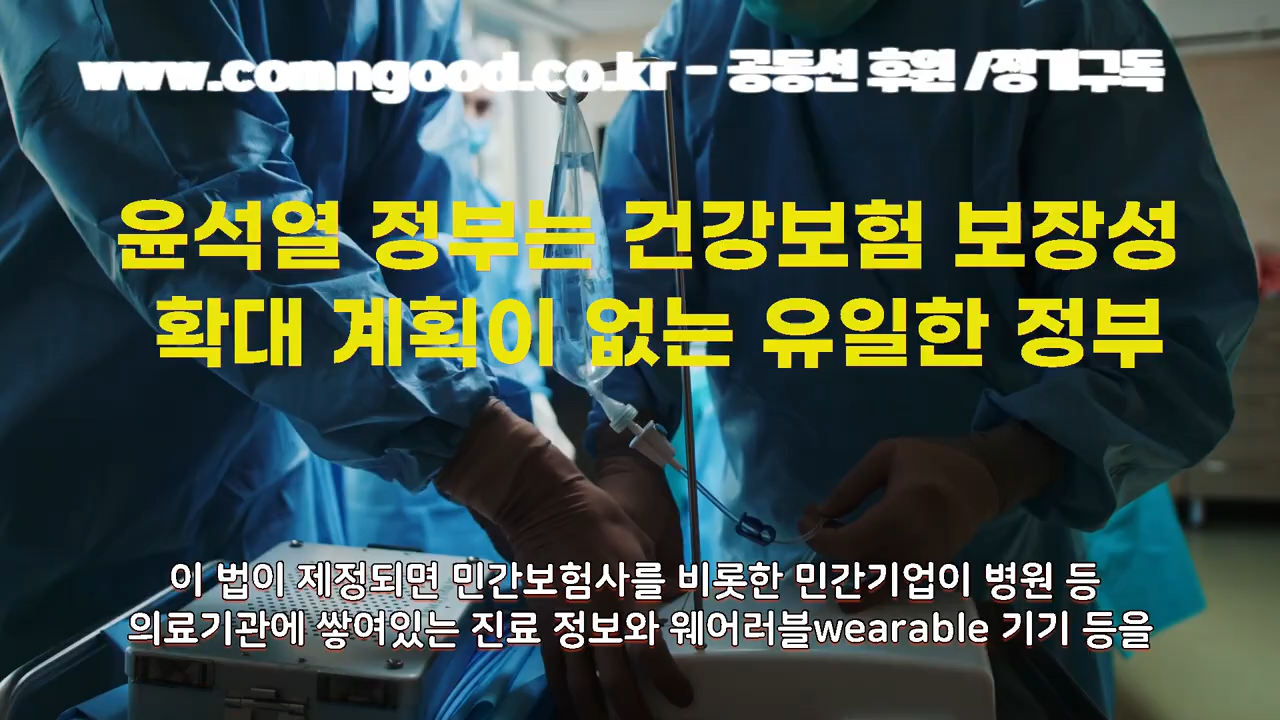 www.comngood.co.kr - 공동선 후원 /정기구독
윤석열 정부는 건강보험 보장성
확대 계획이 없는 유일한 정부
이 법이 제정되면 민간보험사를 비롯한 민간기업이 병원 등
의료기관에 쌓여있는 진료 정보와 웨어러블wearable 기기 등을